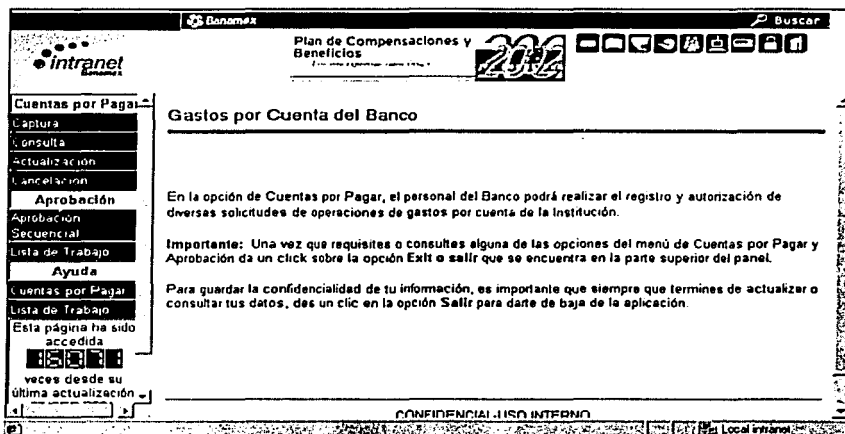 Banamex
Buscar
intranet
Banamex
Plan de Compensaciones y
Beneficios
Cuentas por Pagar
Captura
Consulta
Actualización
Cancelación
Aprobación
Aprobación
Secuencial
Lista de Trabajo
Ayuda
Cuentas por Pagar
Lista de Trabajo
Esta página ha sido
accedida
veces desde su
última actualización
Gastos por Cuenta del Banco
En la opción de Cuentas por Pagar, el personal del Banco podrá realizar el registro y autorización de
diversas solicitudes de operaciones de gastos por cuenta de la Institución.
Importante: Una vez que requisites o consultes alguna de las opciones del menú de Cuentas por Pagar y
Aprobación da un click sobre la opción Exit o salir que se encuentra en la parte superior del panel.
Para guardar la confidencialidad de tu información, es importante que siempre que termines de actualizar o
consultar tus datos, des un clic en la opción Salir para darte de baja de la aplicación.
CONFIDENCIAL-USO INTERNO
Local intranet